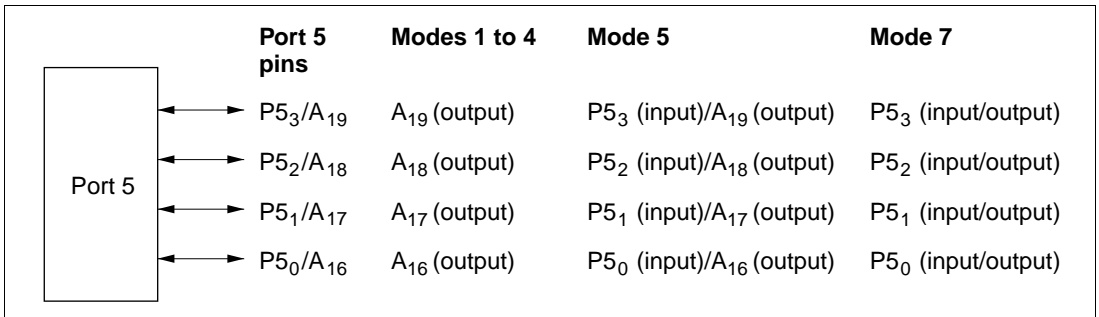 Port 5 pins Modes 1 to 4 Mode 5 Mode 7
P5₃/A₁₉ A₁₉ (output) P5₃ (input)/A₁₉ (output) P5₃ (input/output)
P5₂/A₁₈ A₁₈ (output) P5₂ (input)/A₁₈ (output) P5₂ (input/output)
Port 5
P5₁/A₁₇ A₁₇ (output) P5₁ (input)/A₁₇ (output) P5₁ (input/output)
P5₀/A₁₆ A₁₆ (output) P5₀ (input)/A₁₆ (output) P5₀ (input/output)